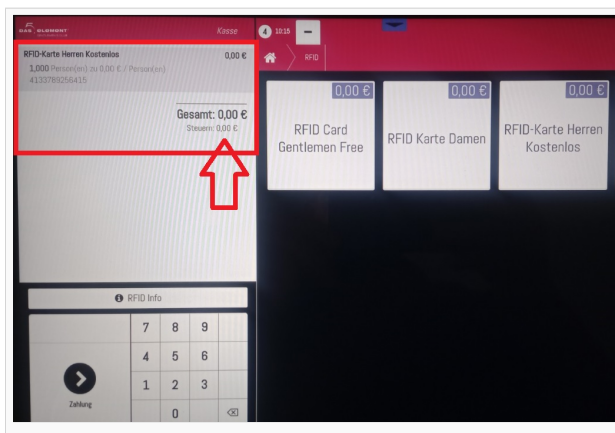 DAS ELEMENT
Kasse
4 10:15
RFID
RFID-Karte Herren Kostenlos 0,00 €
1,000 Person(en) zu 0,00 € / Person(en)
4133789256415
Gesamt: 0,00 €
Steuern: 0,00 €
0,00 €
RFID Card
Gentlemen Free
0,00 €
RFID Karte Damen
0,00 €
RFID-Karte Herren
Kostenlos
RFID Info
7 8 9
4 5 6
1 2 3
0
Zahlung